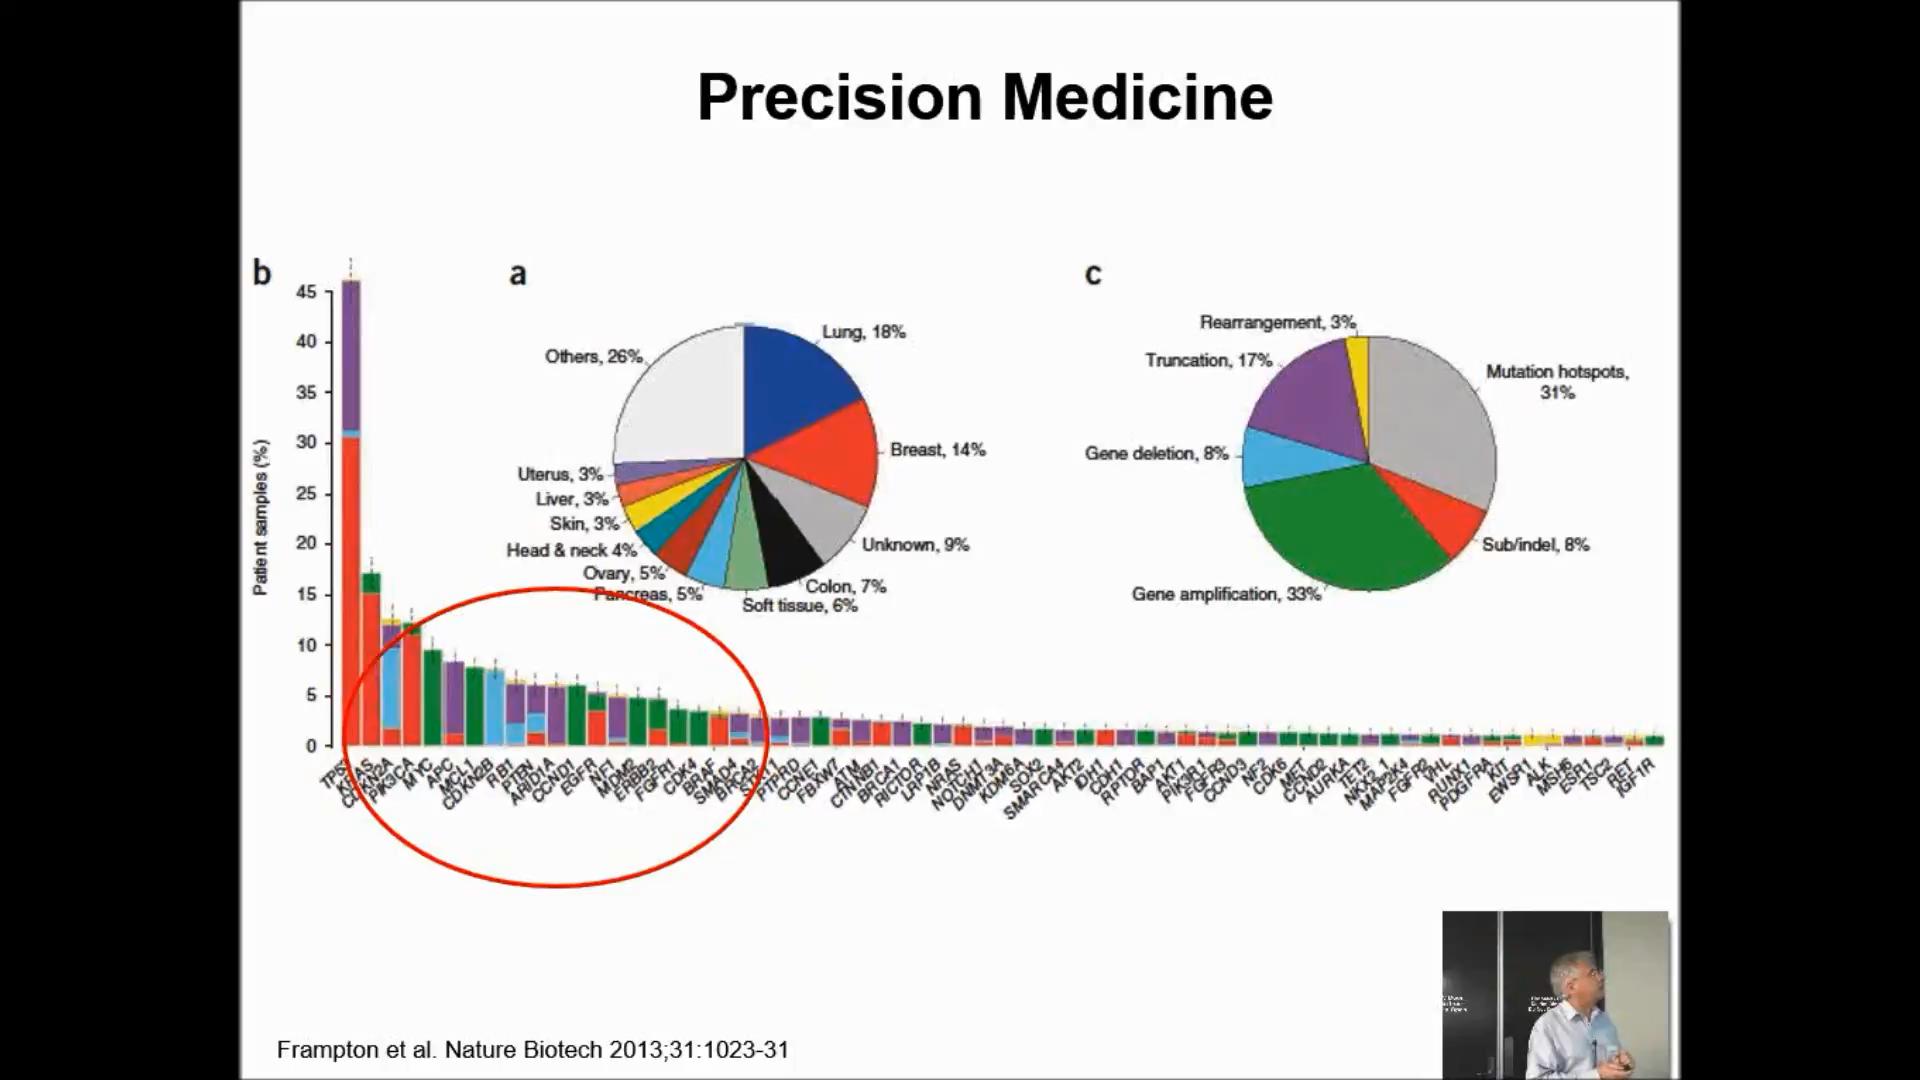 Precision Medicine
b
a
c
45
40
35
30
25
20
15
10
5
0
Patient samples (%)
Lung, 18%
Breast, 14%
Unknown, 9%
Colon, 7%
Soft tissue, 6%
Pancreas, 5%
Ovary, 5%
Head & neck 4%
Skin, 3%
Liver, 3%
Uterus, 3%
Others, 26%
Rearrangement, 3%
Truncation, 17%
Gene deletion, 8%
Gene amplification, 33%
Mutation hotspots,
31%
Sub/indel, 8%
TP53
KRAS
CDKN2A
PIK3CA
MYC
APC
MCL1
CDKN2B
RB1
PTEN
ARID1A
CCND1
EGFR
NF1
MDM2
ERBB2
FGFR1
CDK4
BRAF
SMAD4
BRCA2
STK11
PTPRD
CCNE1
FBXW7
ATM
CTNNB1
BRCA1
RICTOR
LRP1B
NRAS
NOTCH1
DNMT3A
KDM6A
SOX2
SMARCA4
AKT2
IDH1
CDH1
RPTOR
BAP1
AKT1
PIK3R1
FGFR3
CCND3
NF2
CDK6
MET
CCND2
AURKA
TET2
NKX2_1
MAP2K4
FGFR2
VHL
RUNX1
PDGFRA
KIT
EWSR1
ALK
MSH6
ESR1
TSC2
RET
IGF1R
Frampton et al. Nature Biotech 2013;31:1023-31